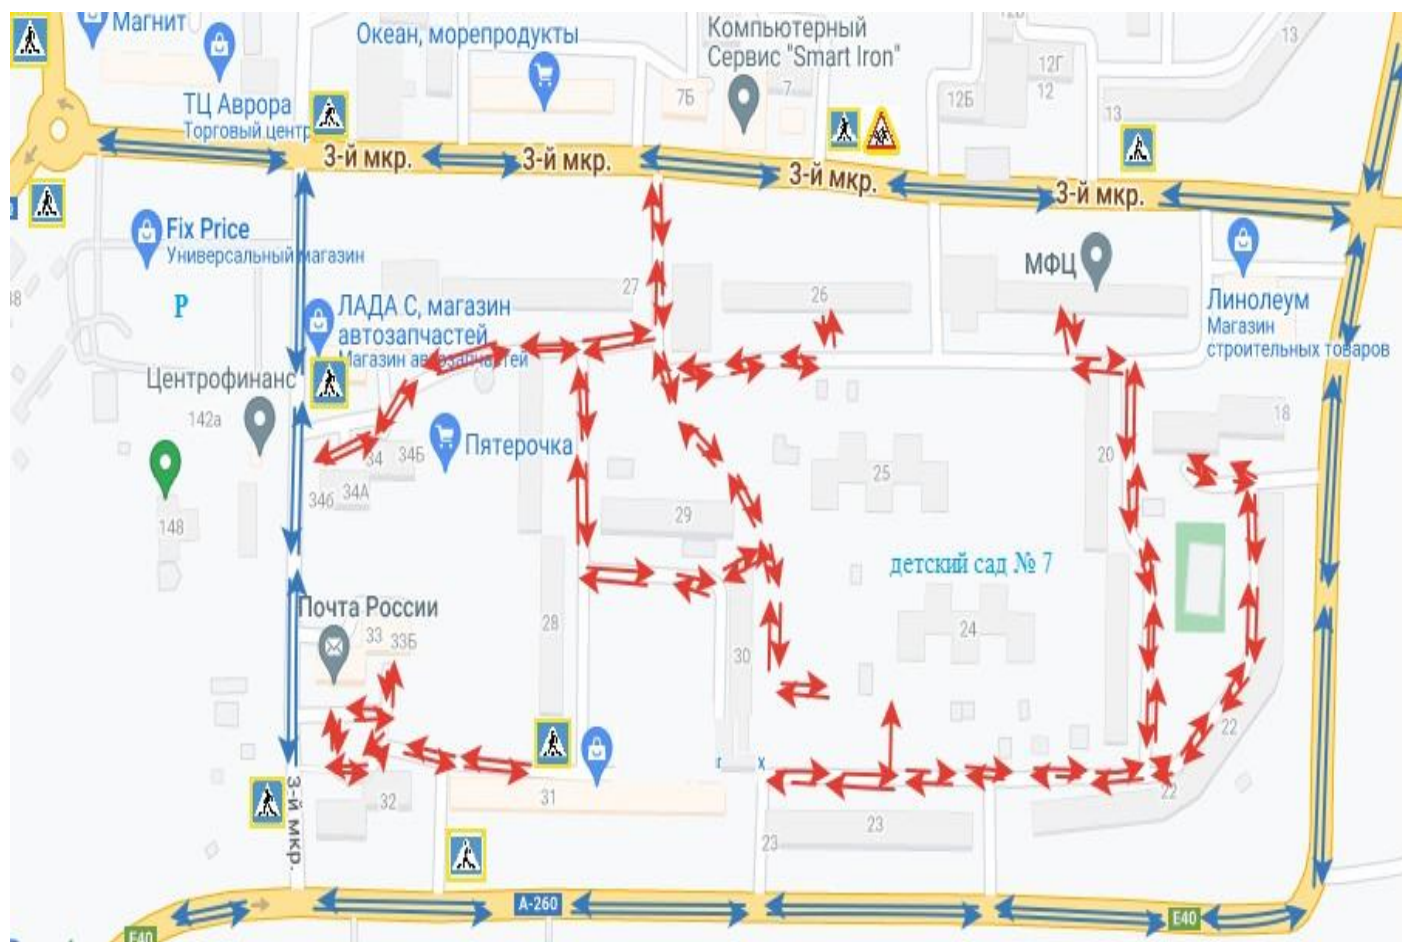 Магнит
ТЦ Аврора
Торговый центр
Океан, морепродукты
Компьютерный
Сервис "Smart Iron"
7Б
7
12Б
12Г
12
13
13
3-й мкр.
3-й мкр.
3-й мкр.
3-й мкр.
Fix Price
Универсальный магазин
Р
27
26
МФЦ
Линолеум
Магазин
строительных товаров
ЛАДА С, магазин
автозапчастей
Магазин автозапчастей
Центрофинанс
142а
Пятерочка
34
34Б
34б
34А
148
18
20
25
29
детский сад № 7
Почта России
33
33Б
28
30
24
22
22
31
32
23
23
3-й мкр.
А-260
E40
E40